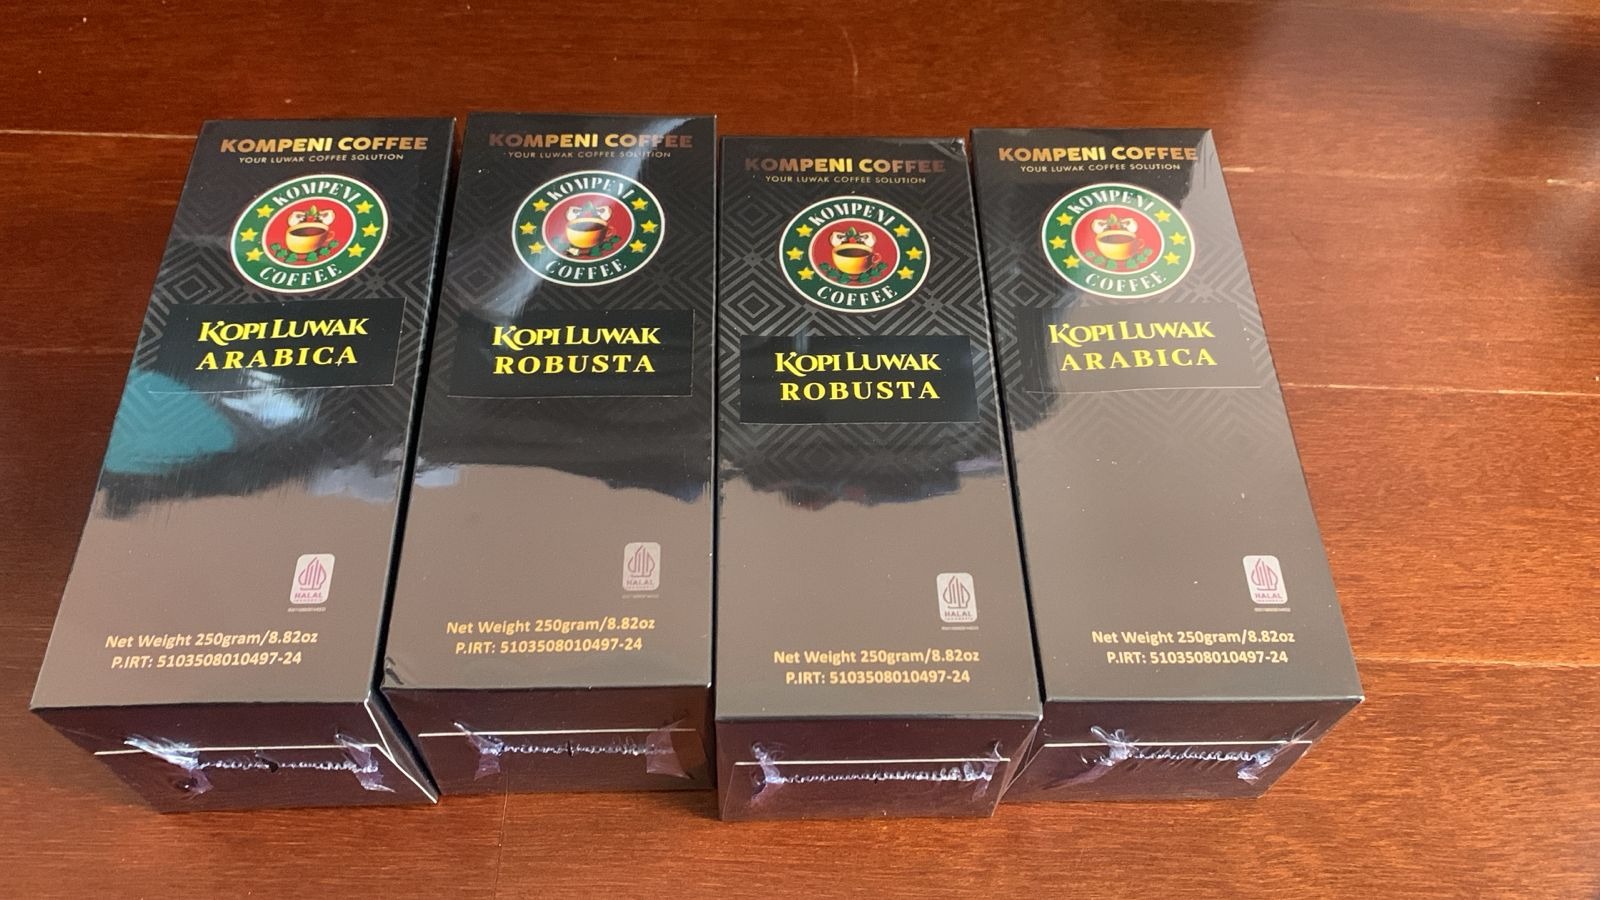 KOMPENI COFFEE
YOUR LUWAK COFFEE SOLUTION
KOMPENI
COFFEE
KOPI LUWAK
ARABICA
HALAL
INDONESIA
Net Weight 250gram/8.82oz
P.IRT: 5103508010497-24
KOMPENI COFFEE
YOUR LUWAK COFFEE SOLUTION
KOMPENI
COFFEE
KOPI LUWAK
ROBUSTA
HALAL
INDONESIA
Net Weight 250gram/8.82oz
P.IRT: 5103508010497-24
KOMPENI COFFEE
YOUR LUWAK COFFEE SOLUTION
KOMPENI
COFFEE
KOPI LUWAK
ROBUSTA
HALAL
INDONESIA
Net Weight 250gram/8.82oz
P.IRT: 5103508010497-24
KOMPENI COFFEE
YOUR LUWAK COFFEE SOLUTION
KOMPENI
COFFEE
KOPI LUWAK
ARABICA
HALAL
INDONESIA
Net Weight 250gram/8.82oz
P.IRT: 5103508010497-24